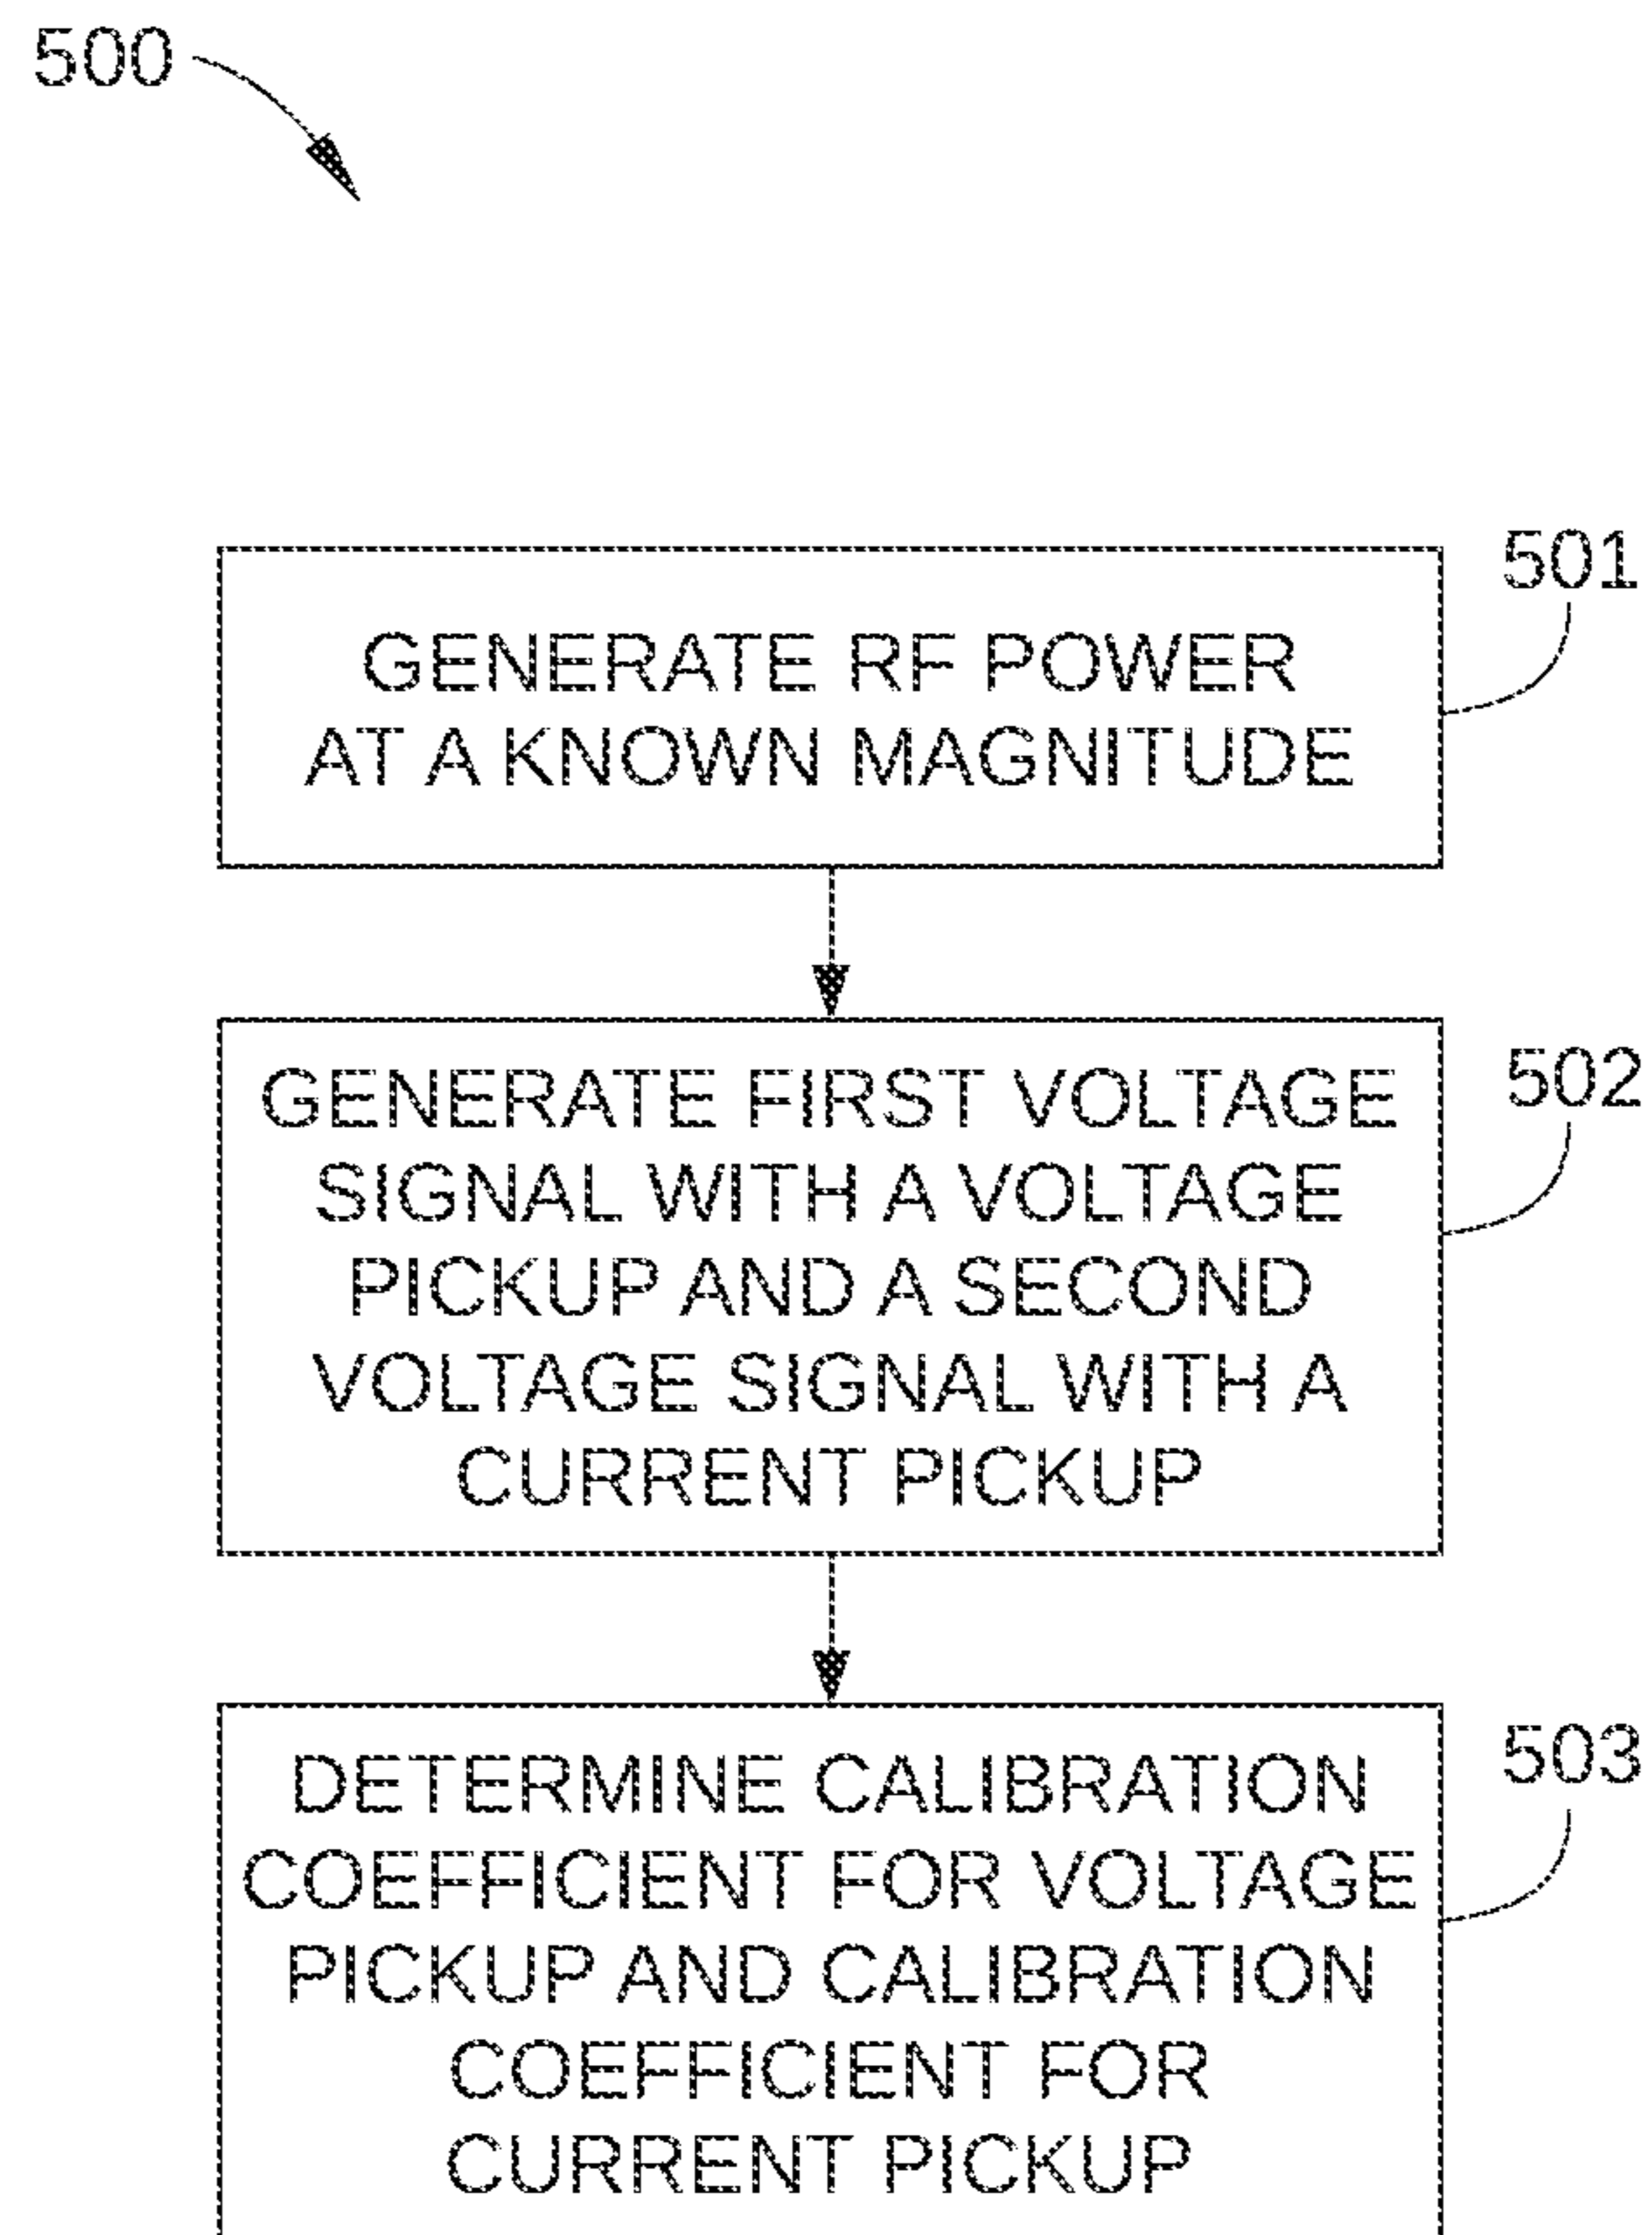 500
501
GENERATE RF POWER
AT A KNOWN MAGNITUDE
502
GENERATE FIRST VOLTAGE
SIGNAL WITH A VOLTAGE
PICKUP AND A SECOND
VOLTAGE SIGNAL WITH A
CURRENT PICKUP
503
DETERMINE CALIBRATION
COEFFICIENT FOR VOLTAGE
PICKUP AND CALIBRATION
COEFFICIENT FOR
CURRENT PICKUP